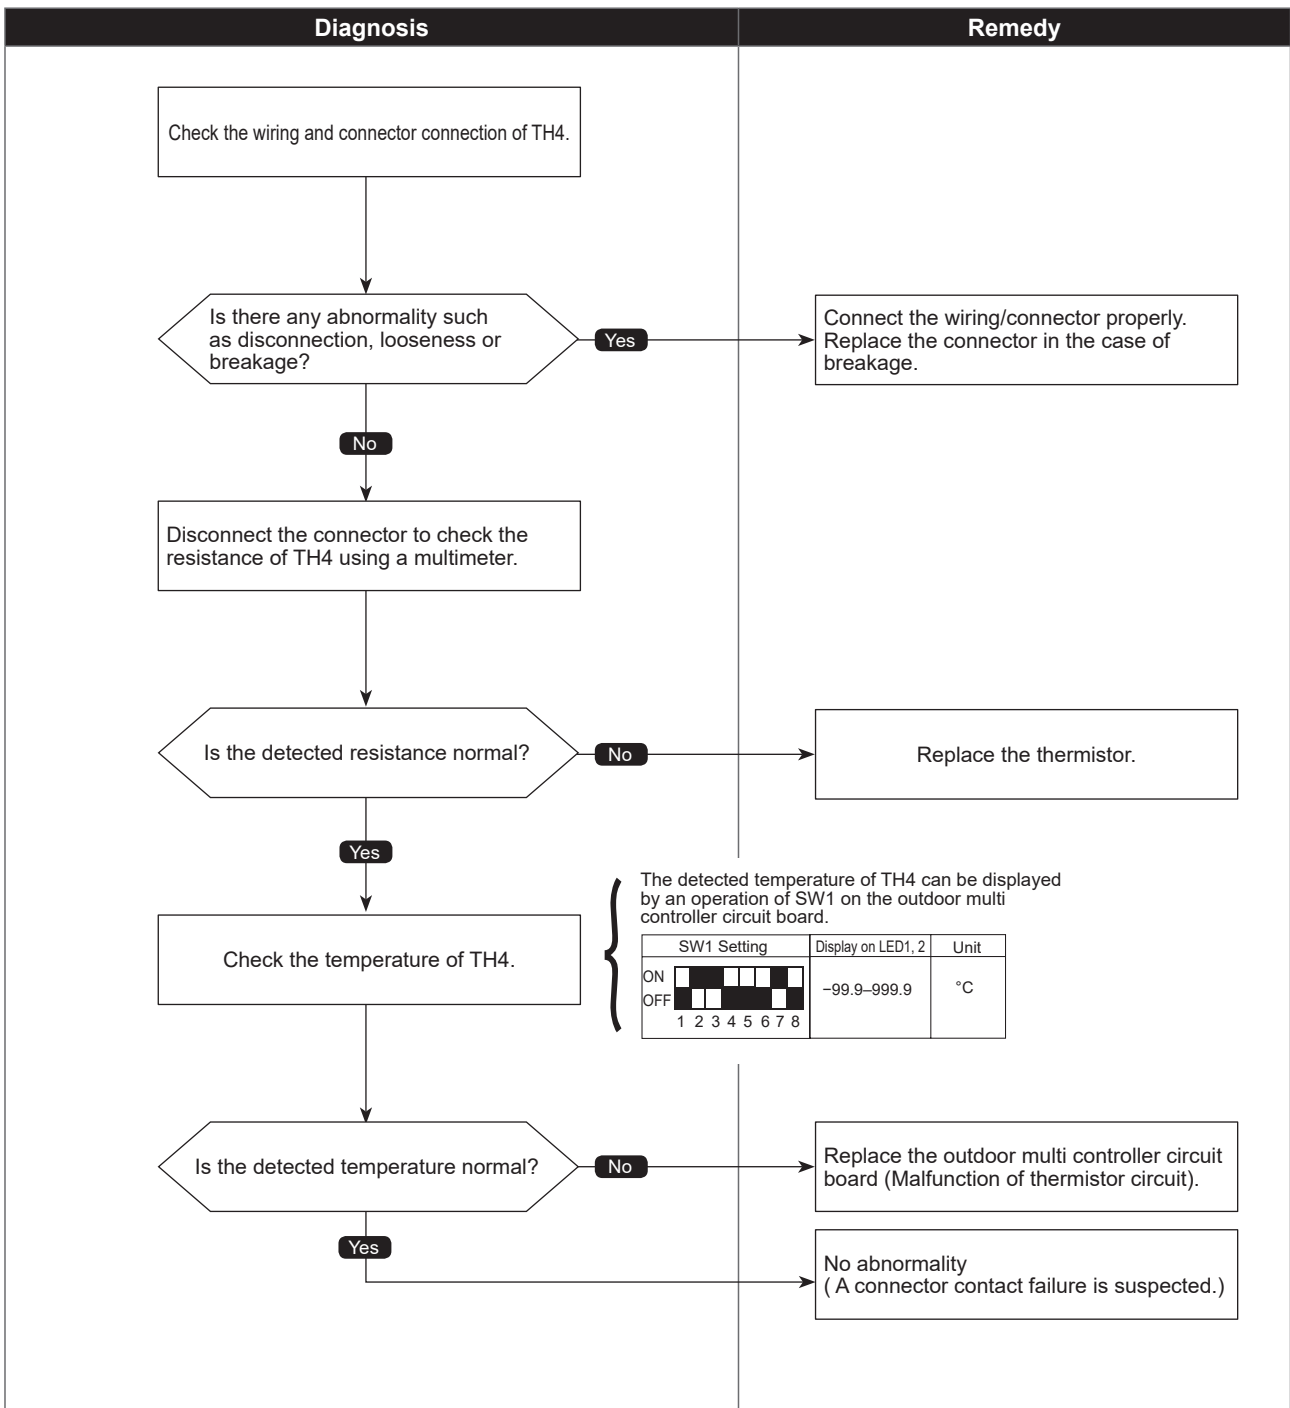 Diagnosis
Remedy
Check the wiring and connector connection of TH4.
Is there any abnormality such
as disconnection, looseness or
breakage?
Yes
Connect the wiring/connector properly.
Replace the connector in the case of
breakage.
No
Disconnect the connector to check the
resistance of TH4 using a multimeter.
Is the detected resistance normal?
No
Replace the thermistor.
Yes
The detected temperature of TH4 can be displayed
by an operation of SW1 on the outdoor multi
controller circuit board.
SW1 Setting
Display on LED1, 2
Unit
ON
OFF
1 2 3 4 5 6 7 8
−99.9–999.9
°C
Check the temperature of TH4.
Is the detected temperature normal?
No
Replace the outdoor multi controller circuit
board (Malfunction of thermistor circuit).
Yes
No abnormality
( A connector contact failure is suspected.)